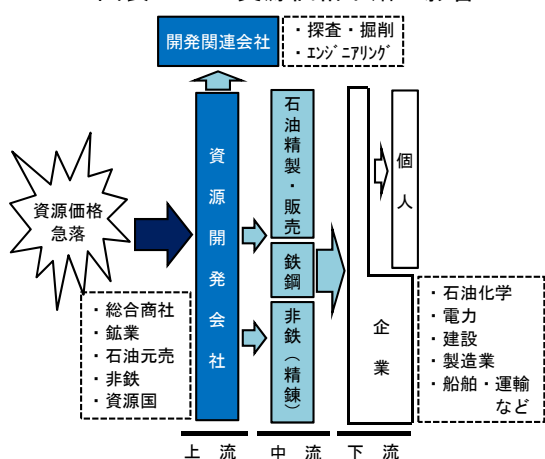 開発関連会社
・探査・掘削
・ｴﾝｼﾞﾆｱﾘﾝｸﾞ
資源価格
急落
資源開発会社
石油精製・販売
鉄鋼
非鉄（精錬）
個人
企業
・総合商社
・鉱業
・石油元売
・非鉄
・資源国
・石油化学
・電力
・建設
・製造業
・船舶・運輸
など
上　流
中　流
下　流